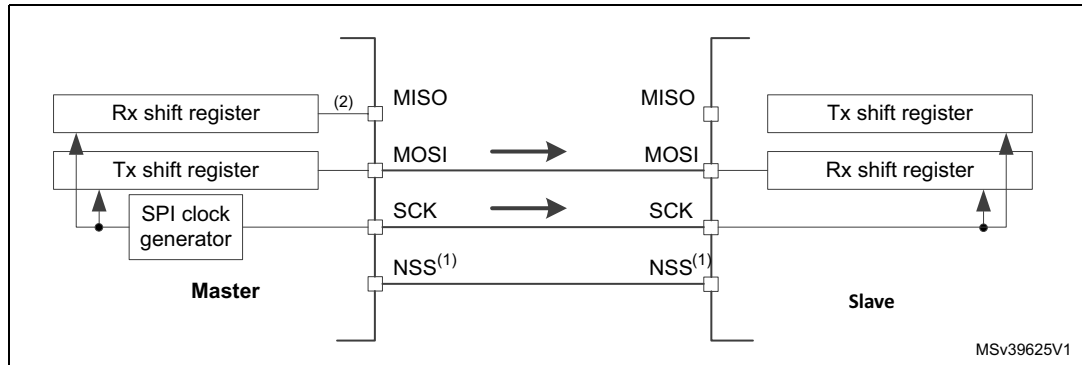 MISO
MISO
Rx shift register
(2)
Tx shift register
MOSI
MOSI
Tx shift register
Rx shift register
SPI clock
generator
SCK
SCK
NSS(1)
NSS(1)
Master
Slave
MSv39625V1